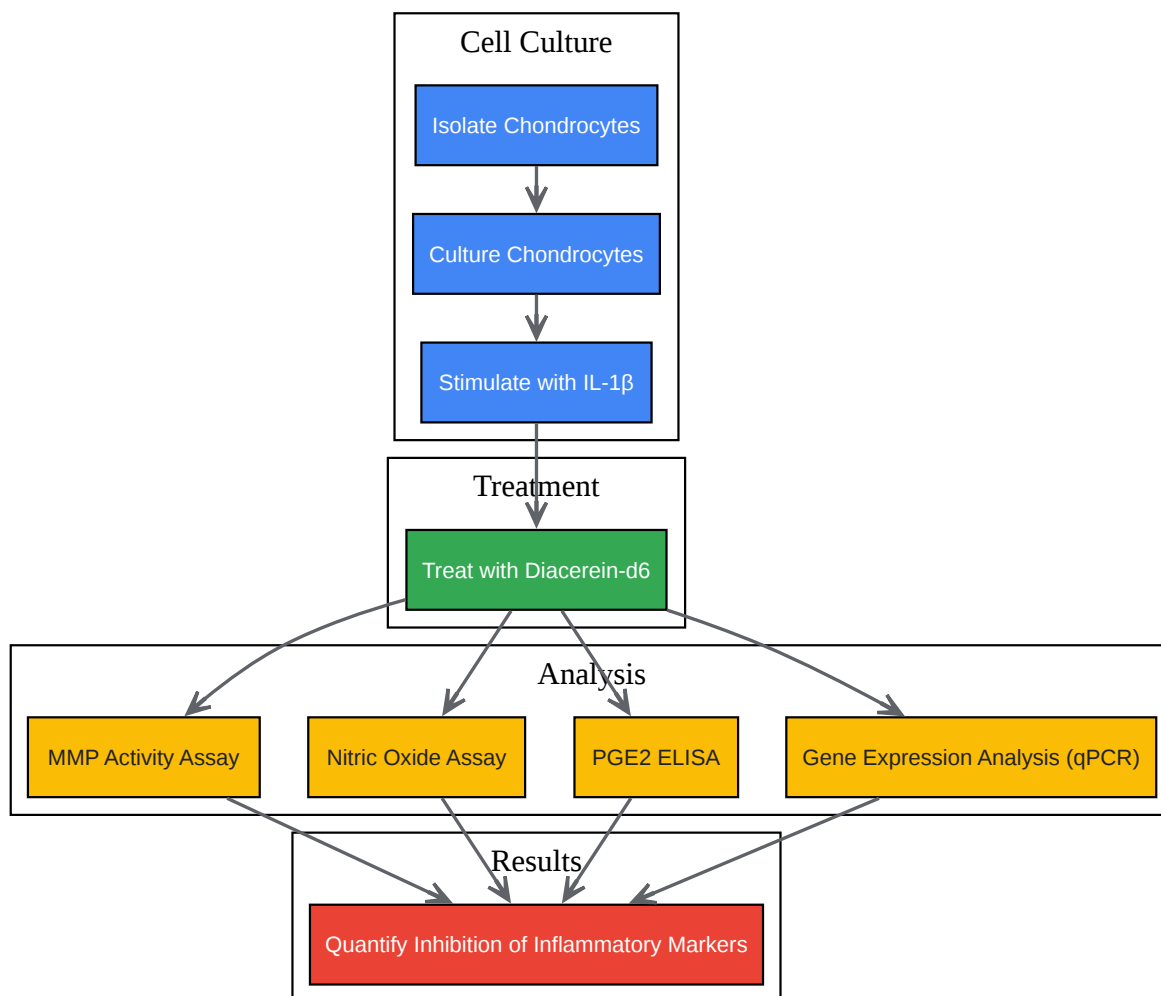 Cell Culture
Isolate Chondrocytes
Culture Chondrocytes
Stimulate with IL-1β
Treatment
Treat with Diacerein-d6
Analysis
MMP Activity Assay
Nitric Oxide Assay
PGE2 ELISA
Gene Expression Analysis (qPCR)
Results
Quantify Inhibition of Inflammatory Markers